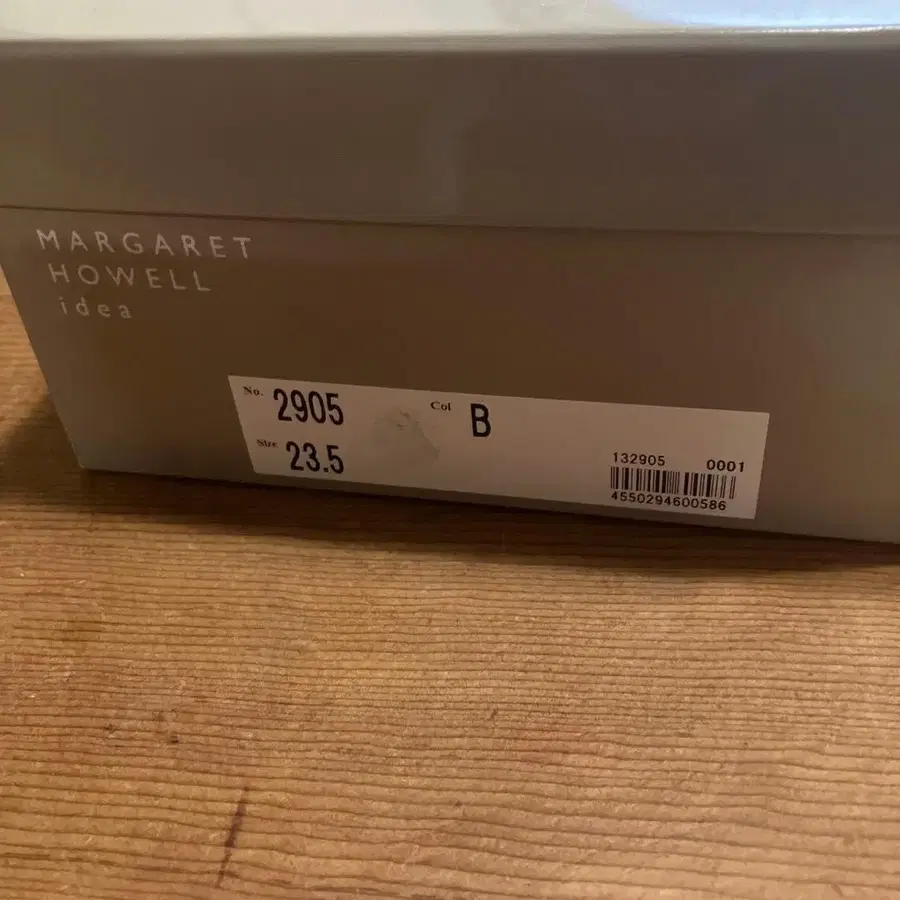 MARGARET
HOWELL
idea
No. 2905 Col B
Size 23.5
132905 0001
4550294600586